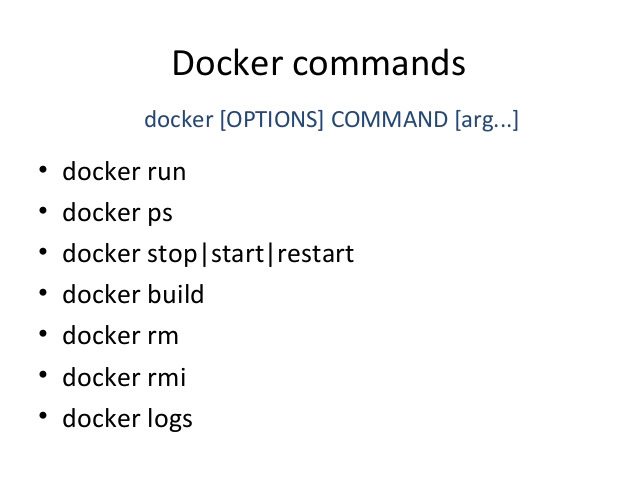 Docker commands
docker [OPTIONS] COMMAND [arg...]
• docker run
• docker ps
• docker stop|start|restart
• docker build
• docker rm
• docker rmi
• docker logs